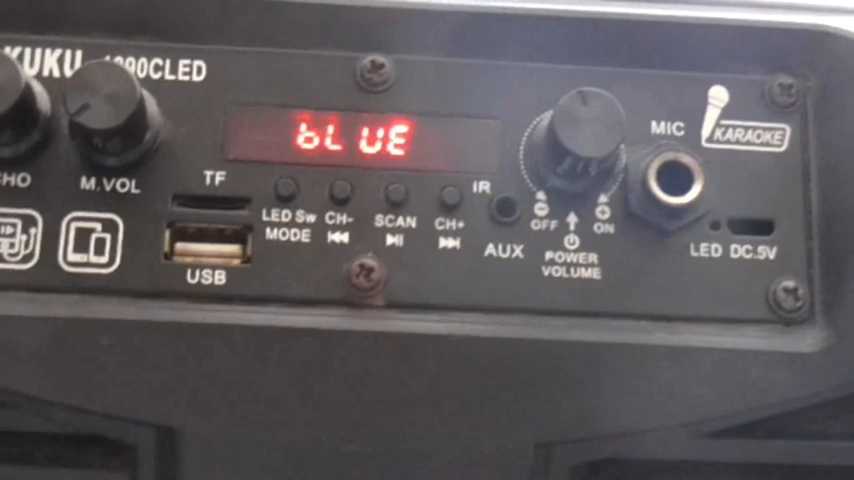 KUKU 1090CLED
bLUE
MIC
KARAOKE
M.VOL
TF
IR
LED Sw
MODE
CH-
SCAN
CH+
AUX
OFF
ON
POWER
VOLUME
LED DC.5V
USB